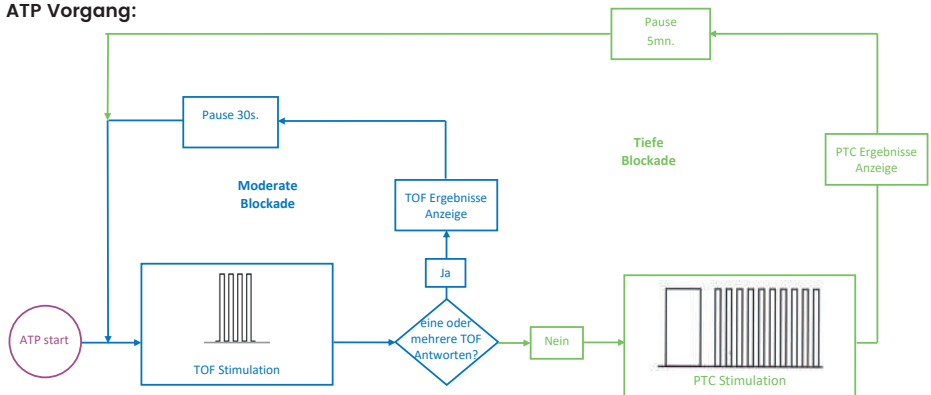 ATP Vorgang:
Pause
5mn.
Pause 30s.
Tiefe
Blockade
PTC Ergebnisse
Anzeige
Moderate
Blockade
TOF Ergebnisse
Anzeige
Ja
ATP start
eine oder
mehrere TOF
Antworten?
Nein
TOF Stimulation
PTC Stimulation